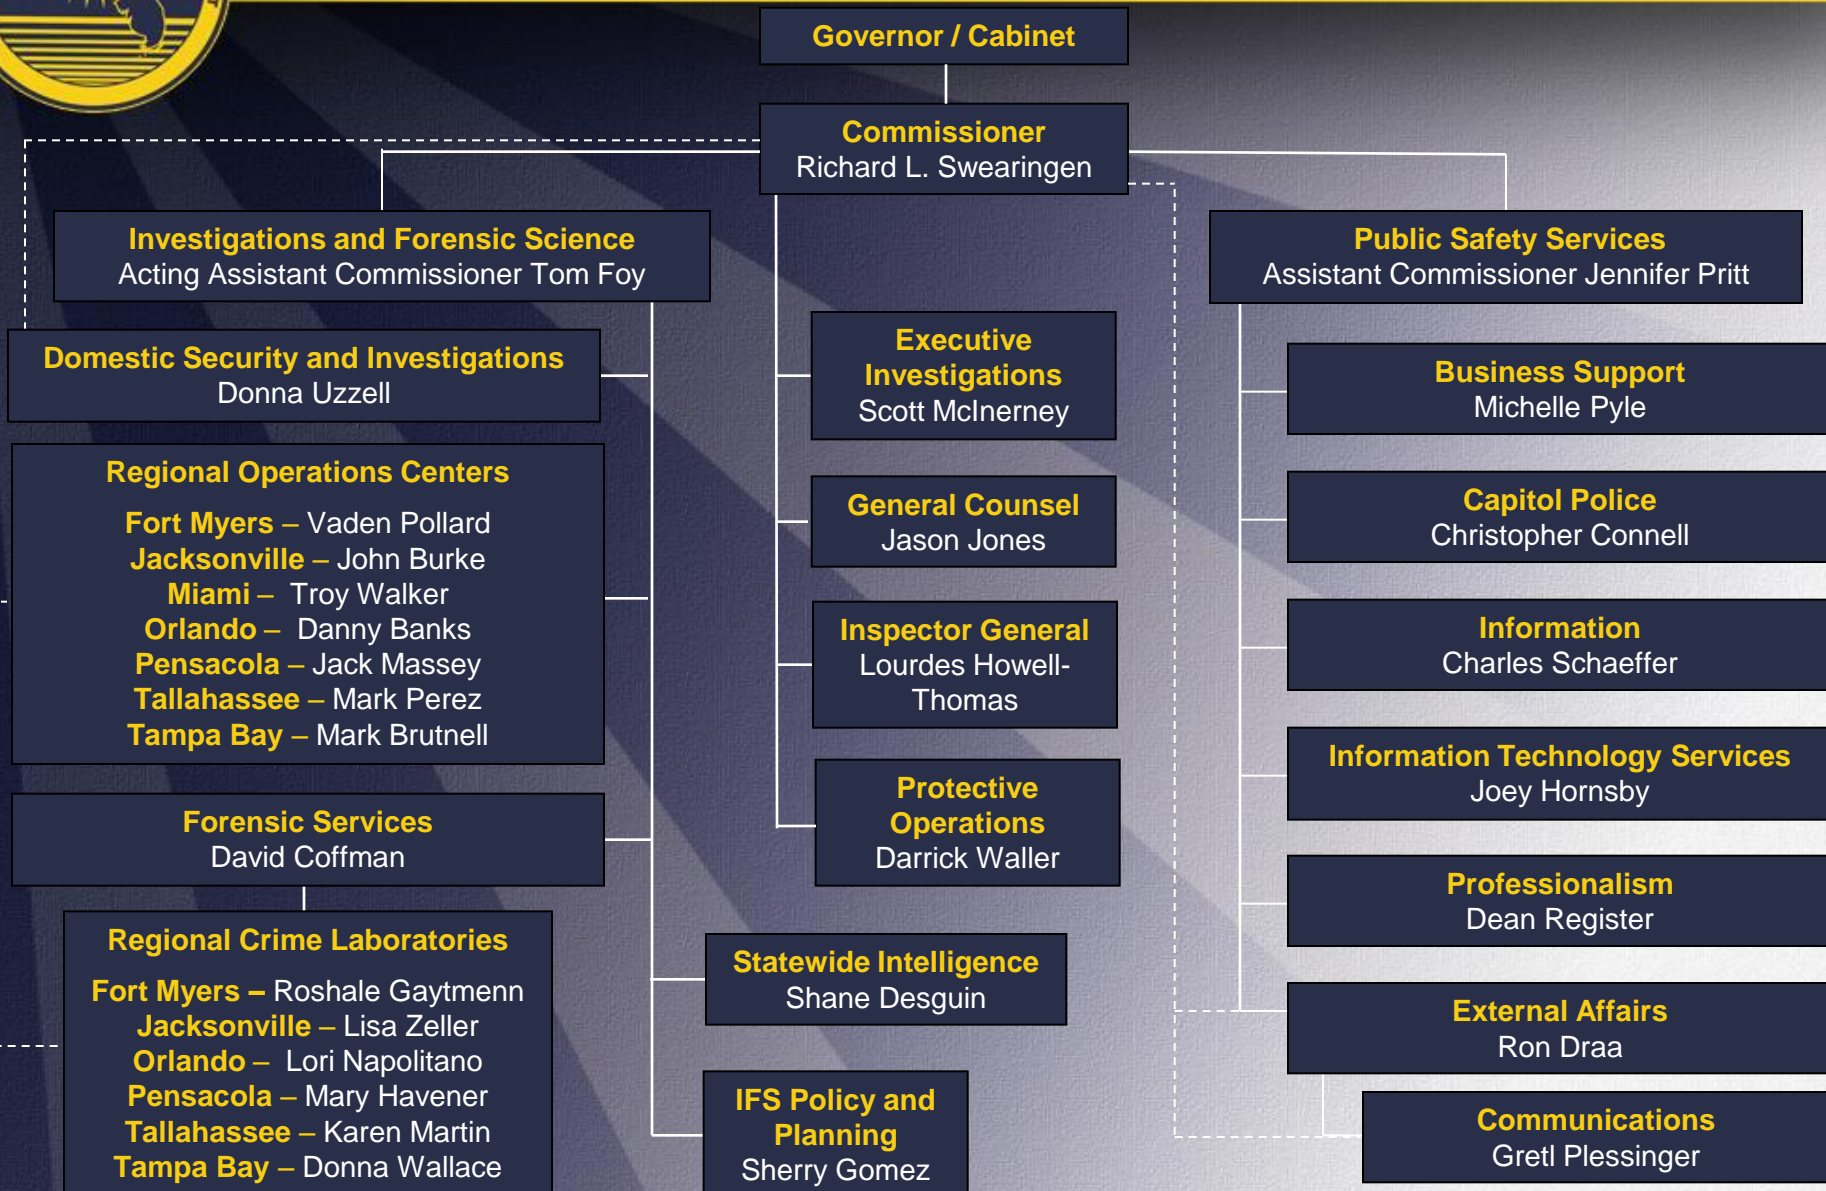 Governor / Cabinet
Commissioner
Richard L. Swearingen
Investigations and Forensic Science
Acting Assistant Commissioner Tom Foy
Domestic Security and Investigations
Donna Uzzell
Regional Operations Centers
Fort Myers – Vaden Pollard
Jacksonville – John Burke
Miami – Troy Walker
Orlando – Danny Banks
Pensacola – Jack Massey
Tallahassee – Mark Perez
Tampa Bay – Mark Brutnell
Forensic Services
David Coffman
Regional Crime Laboratories
Fort Myers – Roshale Gaytmenn
Jacksonville – Lisa Zeller
Orlando – Lori Napolitano
Pensacola – Mary Havener
Tallahassee – Karen Martin
Tampa Bay – Donna Wallace
Executive
Investigations
Scott McInerney
General Counsel
Jason Jones
Inspector General
Lourdes Howell-
Thomas
Protective
Operations
Darrick Waller
Statewide Intelligence
Shane Desguin
IFS Policy and
Planning
Sherry Gomez
Public Safety Services
Assistant Commissioner Jennifer Pritt
Business Support
Michelle Pyle
Capitol Police
Christopher Connell
Information
Charles Schaeffer
Information Technology Services
Joey Hornsby
Professionalism
Dean Register
External Affairs
Ron Draa
Communications
Gretl Plessinger